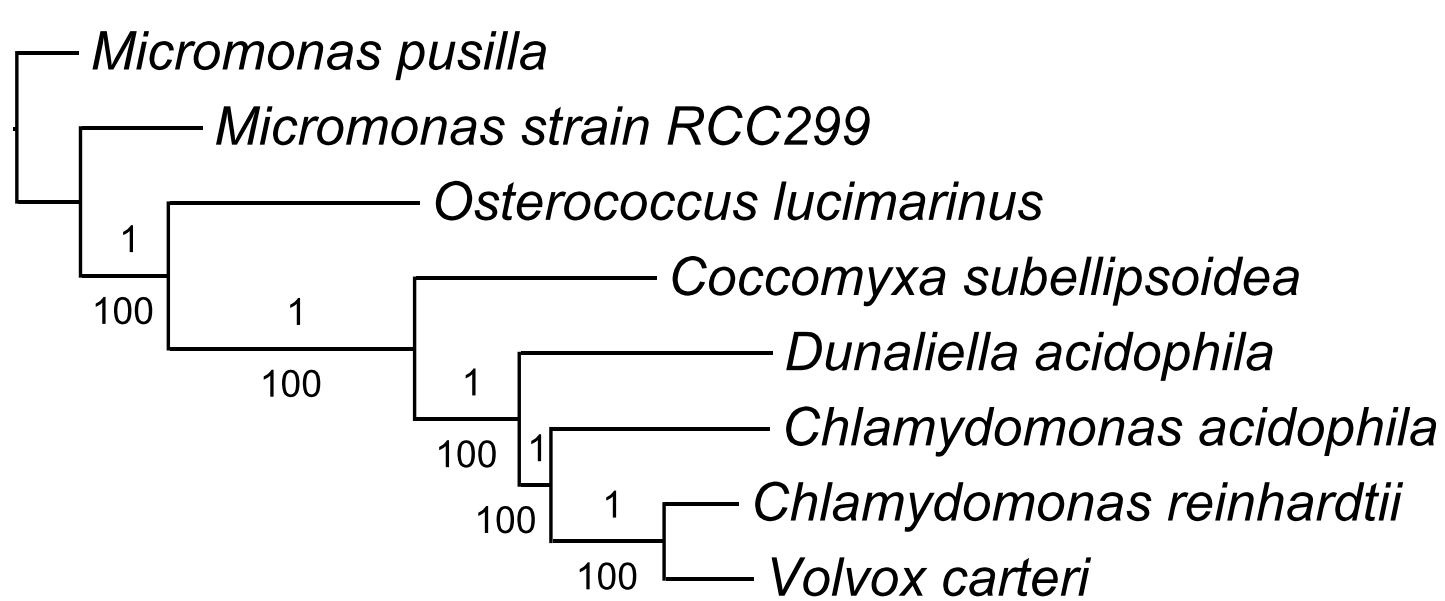 Micromonas pusilla
Micromonas strain RCC299
Osterococcus lucimarinus
1
Coccomyxa subellipsoidea
100
1
Dunaliella acidophila
100
1
Chlamydomonas acidophila
100
1
Chlamydomonas reinhardtii
1
100
100
Volvox carteri